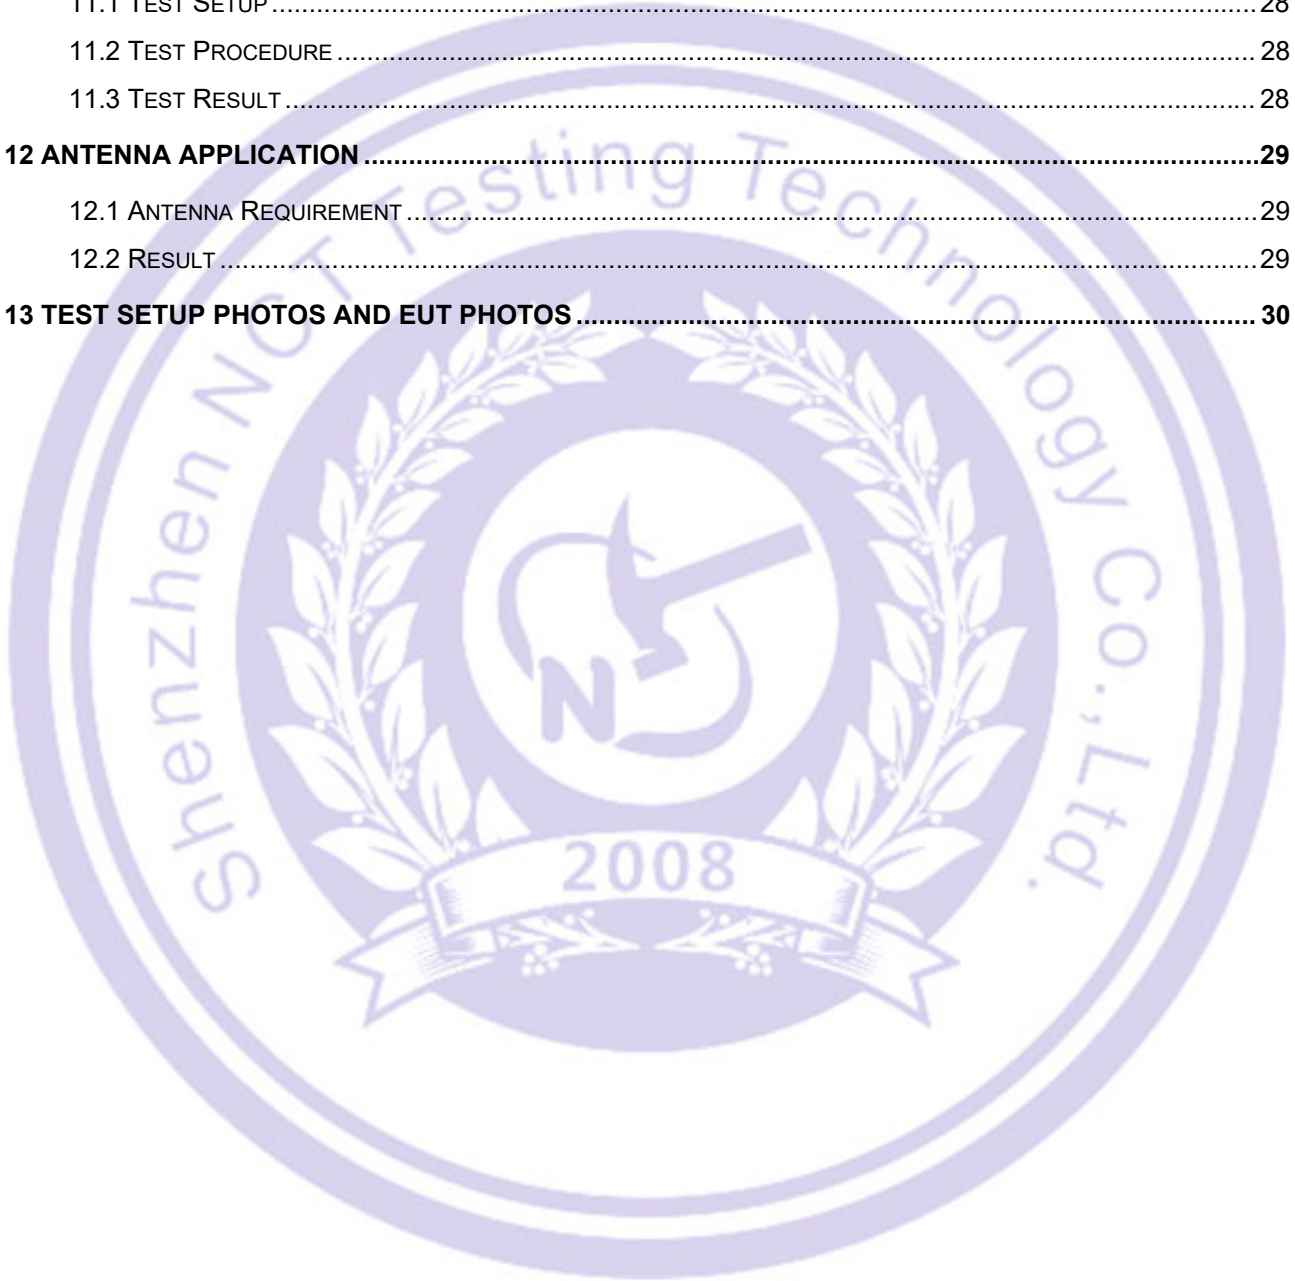 11.1 TEST SETUP........28
11.2 TEST PROCEDURE........28
11.3 TEST RESULT........28
12 ANTENNA APPLICATION........29
12.1 ANTENNA REQUIREMENT........29
12.2 RESULT........29
13 TEST SETUP PHOTOS AND EUT PHOTOS........30
Shenzhen NCT Testing Technology Co.,Ltd.
N
2008